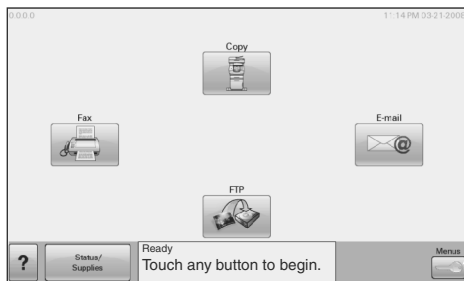 0.0.0.0
11:14 PM 03-21-2008
Copy
Fax
E-mail
@
FTP
?
Status/
Supplies
Ready
Touch any button to begin.
Menus